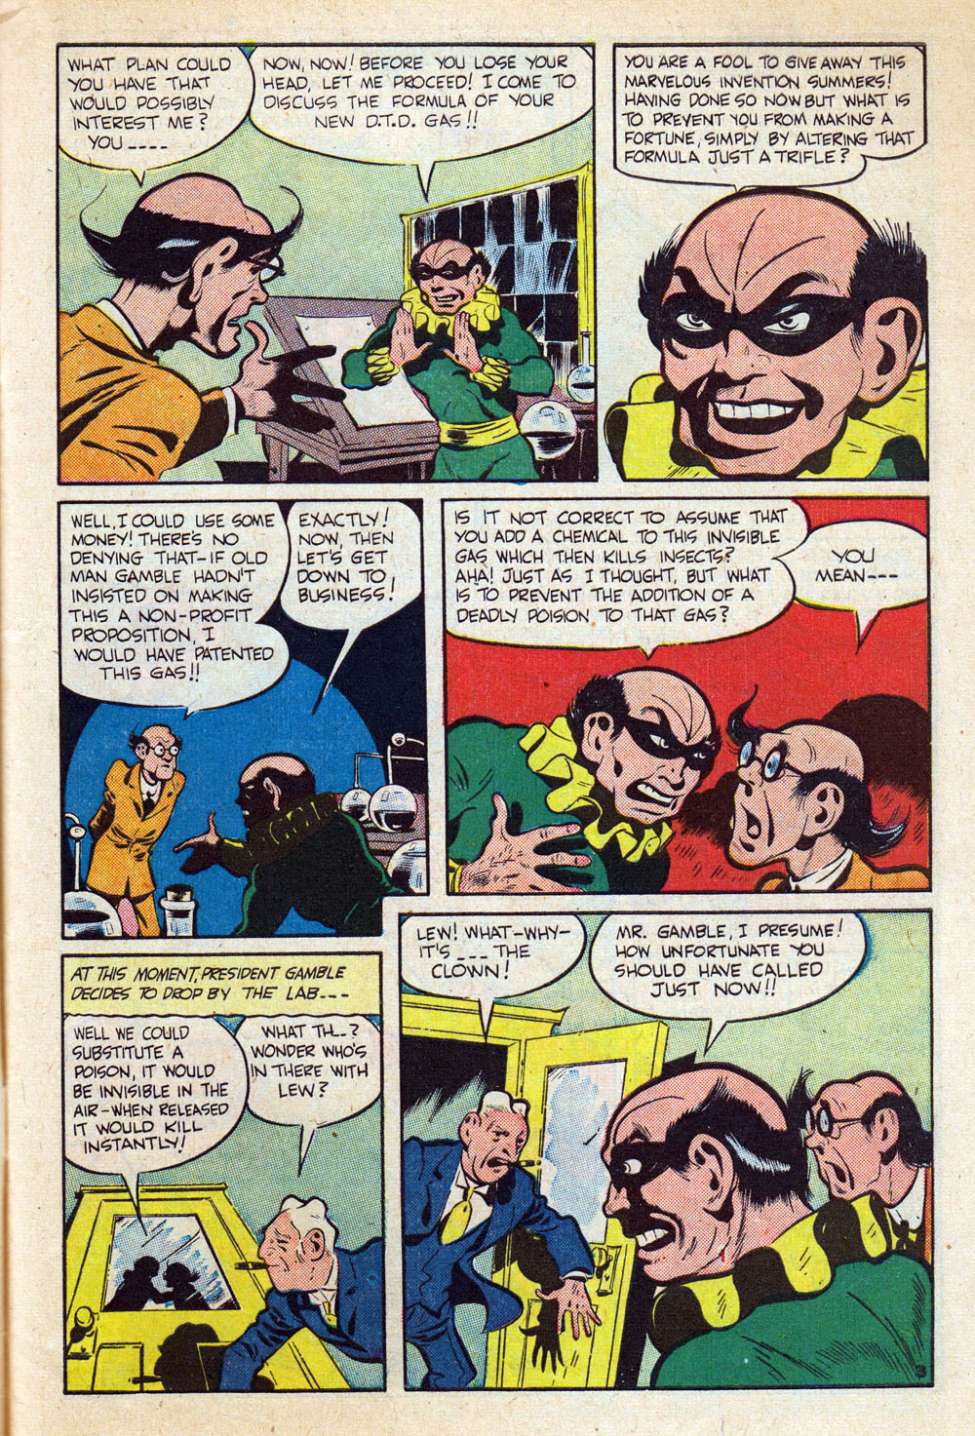 WHAT PLAN COULD
YOU HAVE THAT
WOULD POSSIBLY
INTEREST ME?
YOU ----
NOW, NOW! BEFORE YOU LOSE YOUR
HEAD, LET ME PROCEED! I COME TO
DISCUSS THE FORMULA OF YOUR
NEW D.T.D. GAS!!
YOU ARE A FOOL TO GIVE AWAY THIS
MARVELOUS INVENTION SUMMERS!
HAVING DONE SO NOW BUT WHAT IS
TO PREVENT YOU FROM MAKING A
FORTUNE, SIMPLY BY ALTERING THAT
FORMULA JUST A TRIFLE?
WELL, I COULD USE SOME
MONEY! THERE'S NO
DENYING THAT-IF OLD
MAN GAMBLE HADN'T
INSISTED ON MAKING
THIS A NON-PROFIT
PROPOSITION, I
WOULD HAVE PATENTED
THIS GAS!!
EXACTLY!
NOW, THEN
LET'S GET
DOWN TO
BUSINESS!
IS IT NOT CORRECT TO ASSUME THAT
YOU ADD A CHEMICAL TO THIS INVISIBLE
GAS WHICH THEN KILLS INSECTS?
AHA! JUST AS I THOUGHT, BUT WHAT
IS TO PREVENT THE ADDITION OF A
DEADLY POISION TO THAT GAS?
YOU
MEAN---
AT THIS MOMENT, PRESIDENT GAMBLE
DECIDES TO DROP BY THE LAB---
WELL WE COULD
SUBSTITUTE A
POISON, IT WOULD
BE INVISIBLE IN THE
AIR-WHEN RELEASED
IT WOULD KILL
INSTANTLY!
WHAT TH..?
WONDER WHO'S
IN THERE WITH
LEW?
LEW! WHAT-WHY-
IT'S ___ THE
CLOWN!
MR. GAMBLE, I PRESUME!
HOW UNFORTUNATE YOU
SHOULD HAVE CALLED
JUST NOW!!
3